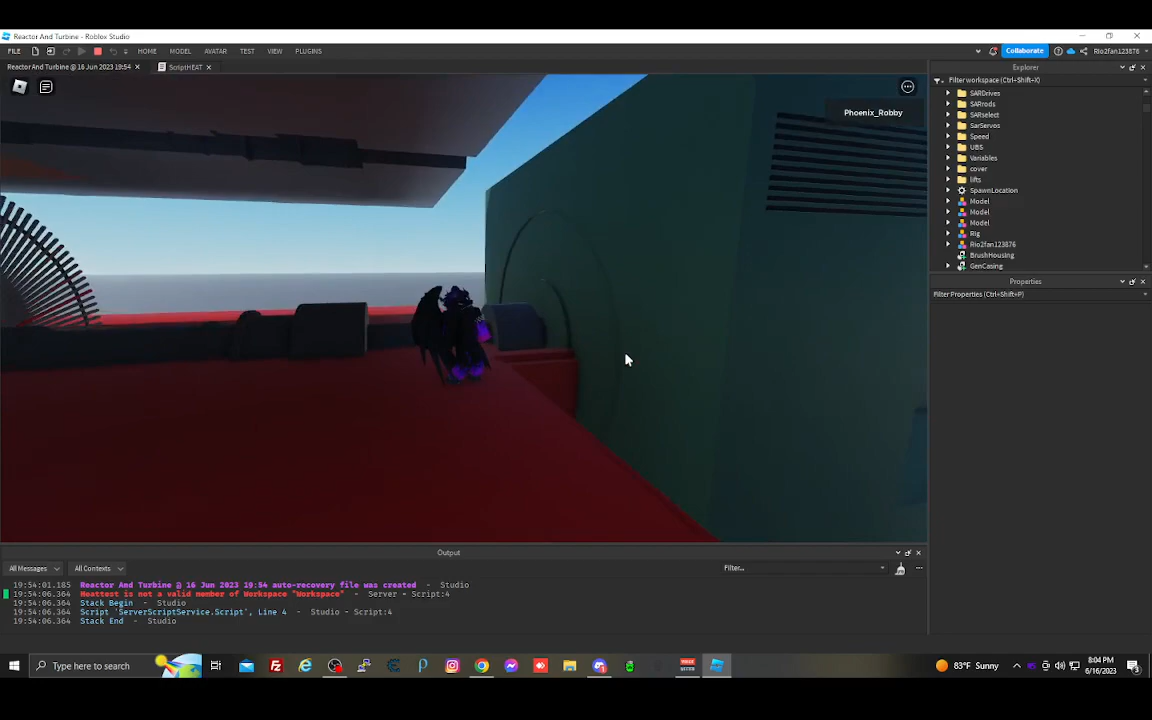 Reactor And Turbine - Roblox Studio
FILE HOME MODEL AVATAR TEST VIEW PLUGINS Collaborate Rio2fan123876
Reactor And Turbine @ 16 Jun 2023 19:54 × ScriptHEAT ×
Explorer
Filter workspace (Ctrl+Shift+X)
SARDrives
SARrods
SARselect
SarServos
Speed
UBS
Variables
cover
lifts
SpawnLocation
Model
Model
Model
Rig
Rio2fan123876
BrushHousing
GenCasing
Properties
Filter Properties (Ctrl+Shift+P)
Phoenix_Robby
Output
All Messages All Contexts Filter...
19:54:01.185 Reactor And Turbine @ 16 Jun 2023 19:54 auto-recovery file was created - Studio
19:54:06.364 Heattest is not a valid member of Workspace "Workspace" - Server - Script:4
19:54:06.364 Stack Begin - Studio
19:54:06.364 Script 'ServerScriptService.Script', Line 4 - Studio - Script:4
19:54:06.364 Stack End - Studio
Type here to search
83°F Sunny
8:04 PM
6/16/2023